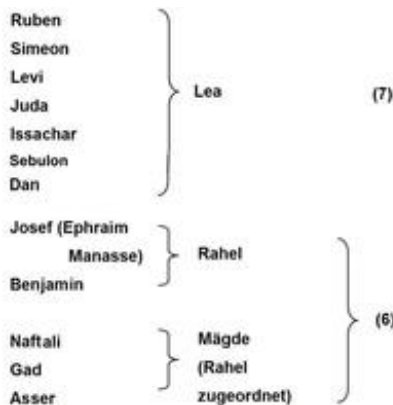 Ruben
Simeon
Levi
Juda
Lea
(7)
Issachar
Sebulon
Dan
Josef (Ephraim
Manasse)
Rahel
Benjamin
(6)
Naftali
Mägde
Gad
(Rahel
Asser
zugeordnet)